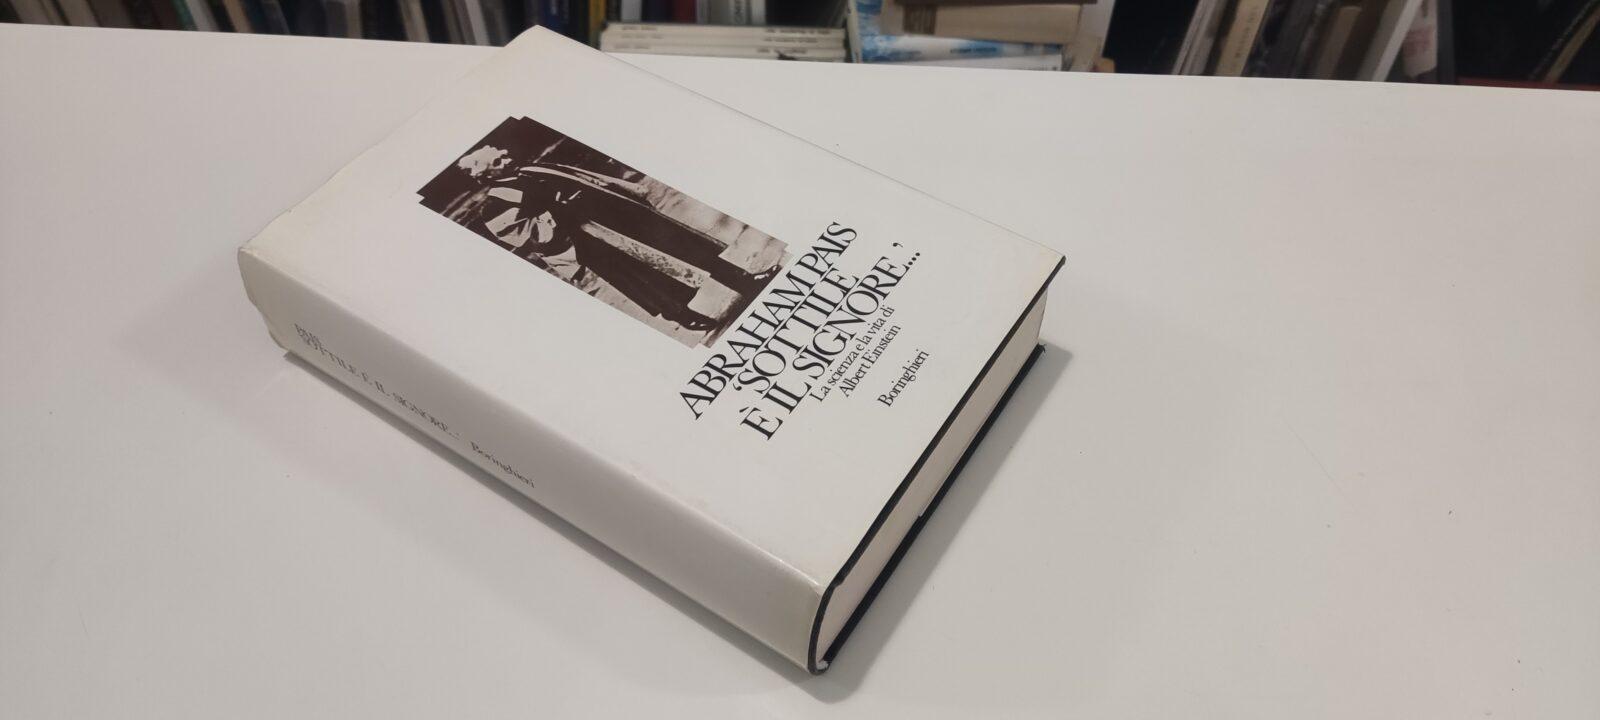 ABRAHAM PAIS
‘SOTTILE
È IL SIGNORE...’
La scienza e la vita di
Albert Einstein
Boringhieri
PAIS
‘SOTTILE È IL SIGNORE...’ Boringhieri